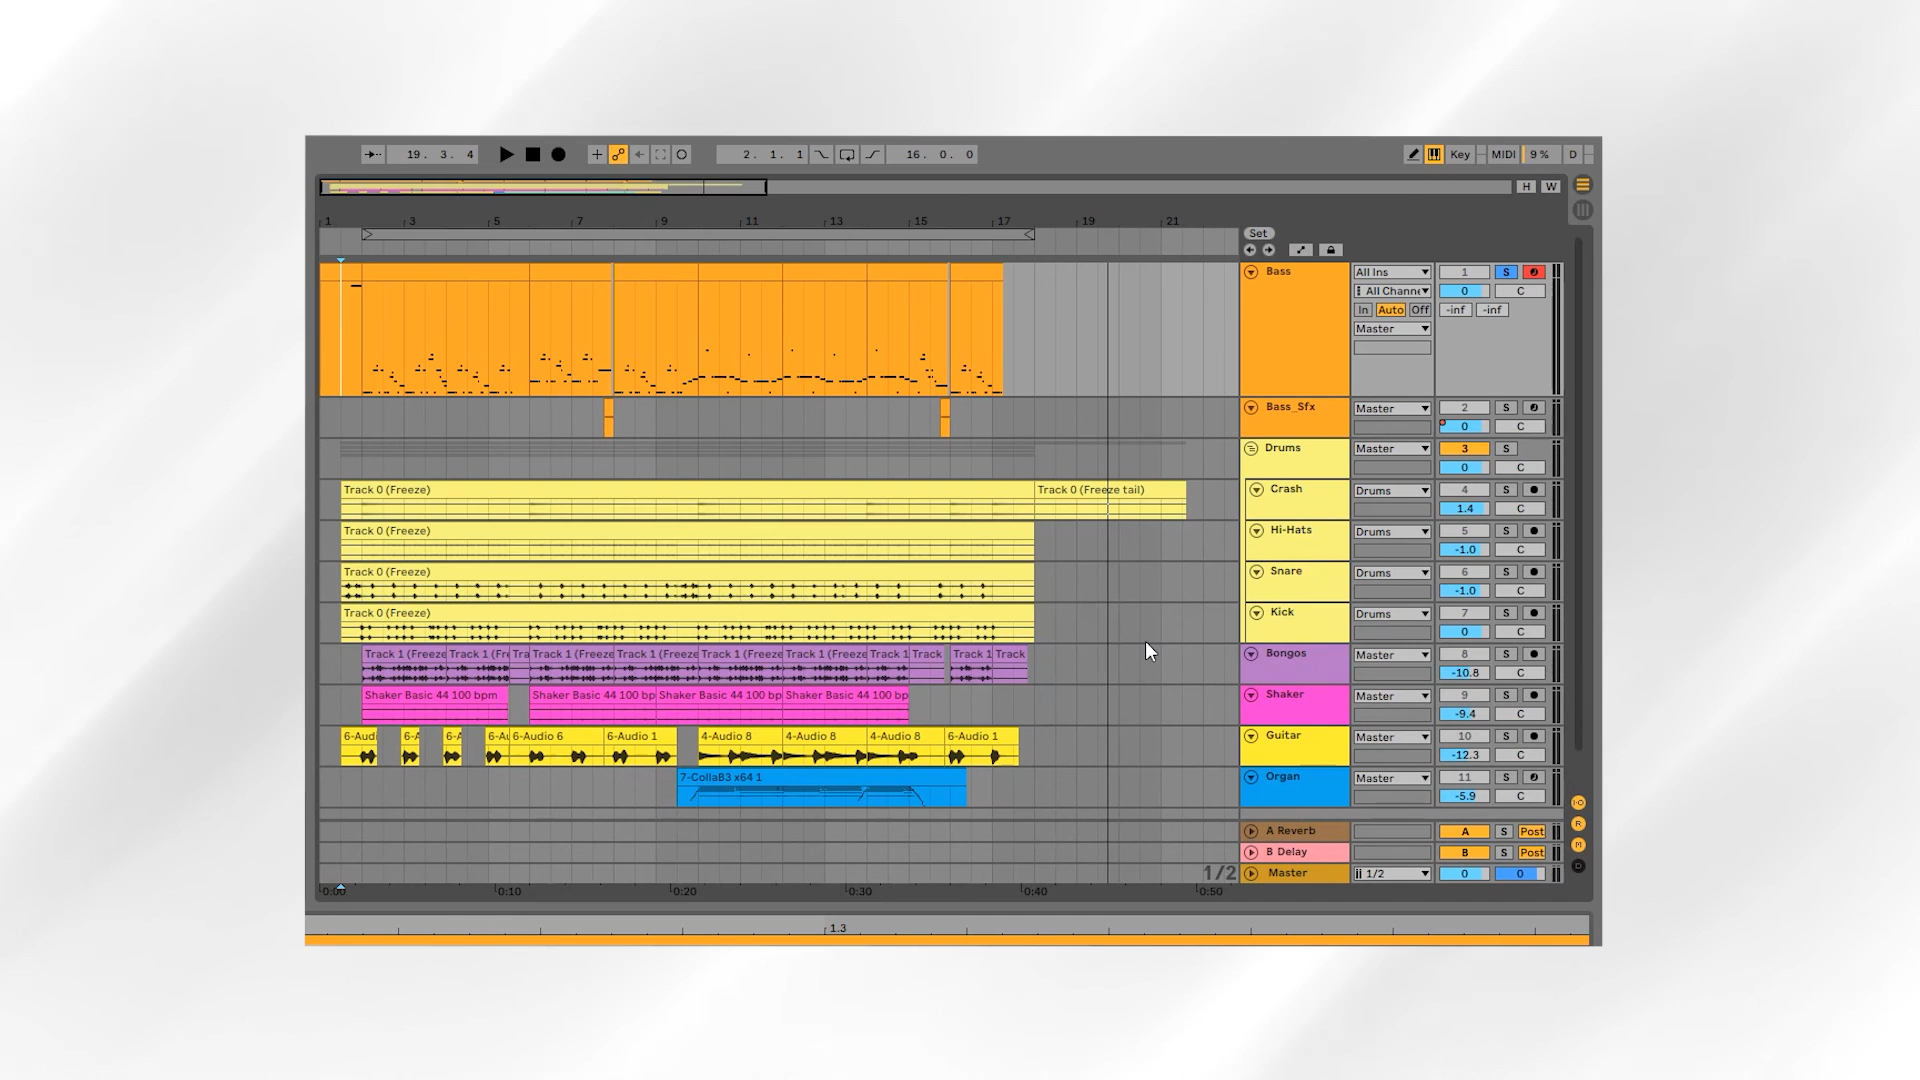 19. 3. 4 2. 1. 1 16. 0. 0 Key MIDI 9 % D
H W
1 3 5 7 9 11 13 15 17 19 21
Set
Bass All Ins 1 S
All Channe 0 C
In Auto Off -inf -inf
Master
Bass_Sfx Master 2 S
0 C
Drums Master 3 S
0 C
Track 0 (Freeze) Track 0 (Freeze tail) Crash Drums 4 S
1.4 C
Track 0 (Freeze) Hi-Hats Drums 5 S
-1.0 C
Track 0 (Freeze) Snare Drums 6 S
-1.0 C
Track 0 (Freeze) Kick Drums 7 S
0 C
Track 1 (Freeze Track 1 (Fre Tra Track 1 (Freeze Track 1 (Freeze Track 1 (Freeze Track 1 (Freeze Track 1 Track Track 1 Track Bongos Master 8 S
-10.8 C
Shaker Basic 44 100 bpm Shaker Basic 44 100 bp Shaker Basic 44 100 bp Shaker Basic 44 100 bp Shaker Master 9 S
-9.4 C
6-Audi 6-A 6-A 6-Au 6-Audio 6 6-Audio 1 4-Audio 8 4-Audio 8 4-Audio 8 6-Audio 1 Guitar Master 10 S
-12.3 C
7-CollaB3 x64 1 Organ Master 11 S
-5.9 C
A Reverb A S Post
B Delay B S Post
1/2 Master 1/2 0 0
0:00 0:10 0:20 0:30 0:40 0:50
1.3